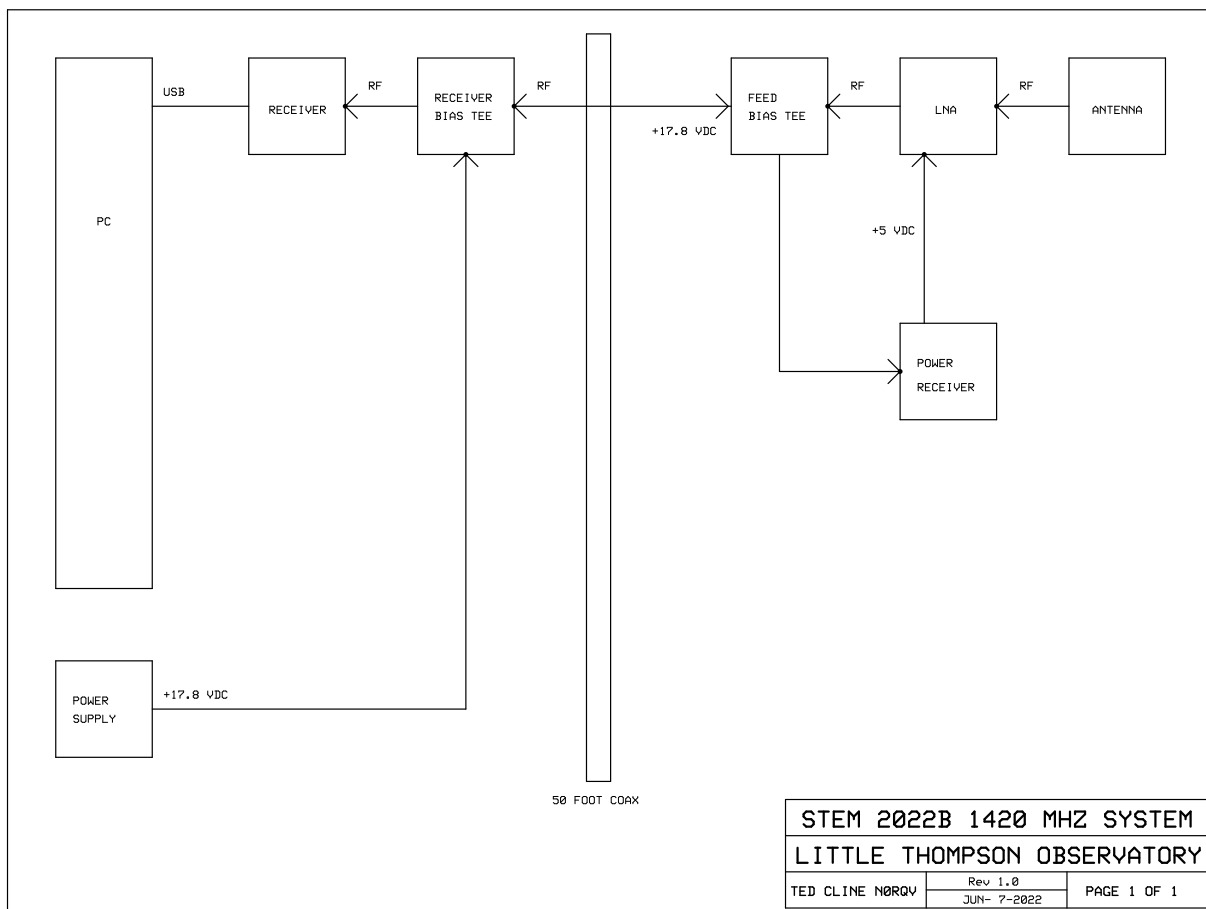 USB
RECEIVER
RF
RECEIVER
BIAS TEE
RF
+17.8 VDC
FEED
BIAS TEE
RF
LNA
RF
ANTENNA
PC
+5 VDC
POWER
RECEIVER
POWER
SUPPLY
+17.8 VDC
50 FOOT COAX
STEM 2022B 1420 MHZ SYSTEM
LITTLE THOMPSON OBSERVATORY
TED CLINE NØRQV
Rev 1.0
JUN- 7-2022
PAGE 1 OF 1